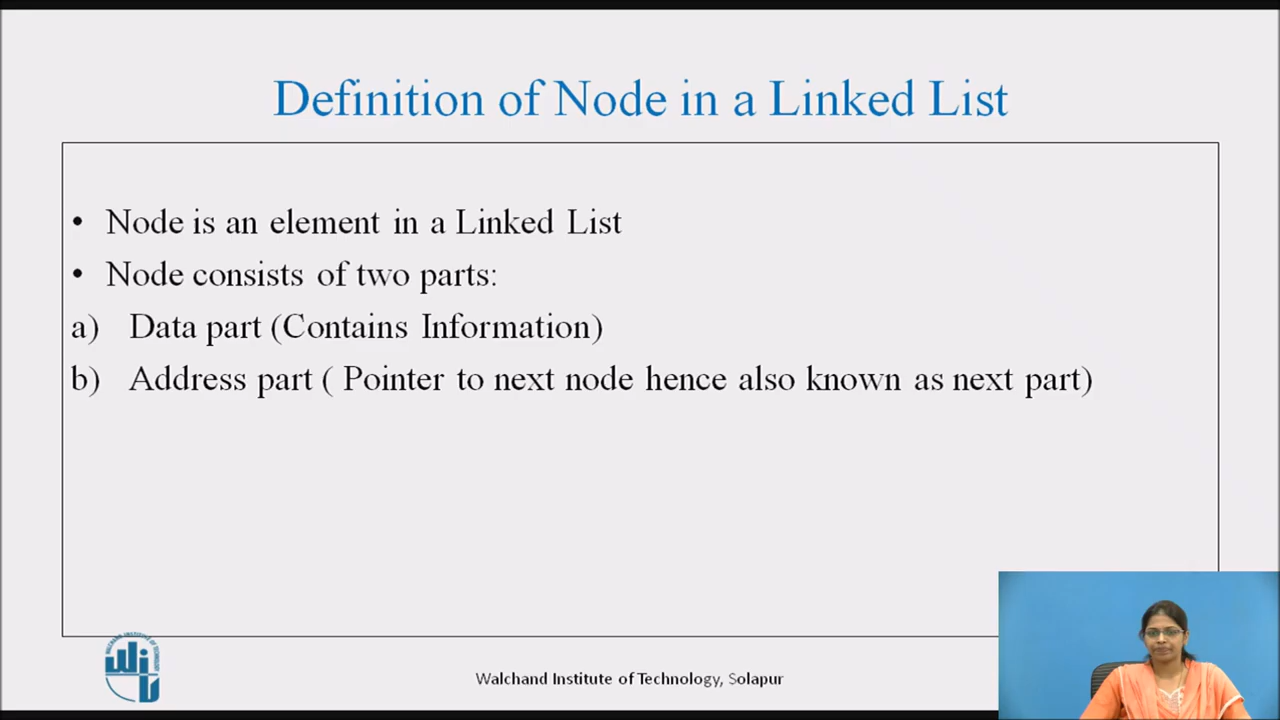 Definition of Node in a Linked List
• Node is an element in a Linked List
• Node consists of two parts:
a) Data part (Contains Information)
b) Address part ( Pointer to next node hence also known as next part)
Walchand Institute of Technology, Solapur